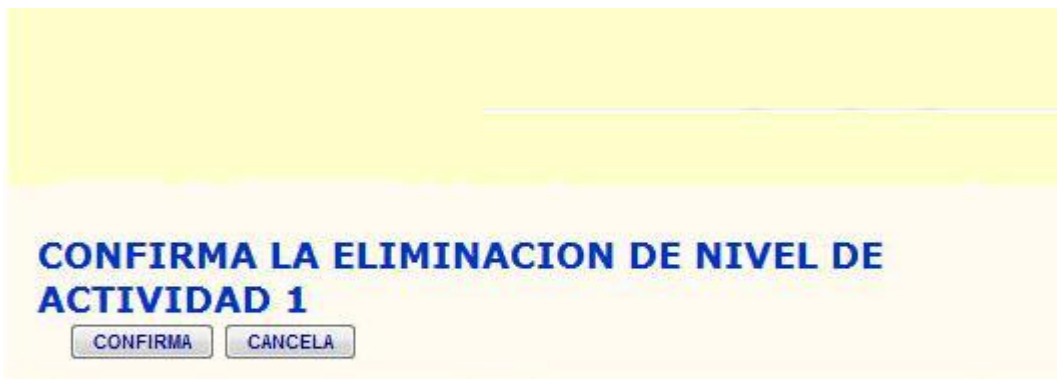 CONFIRMA LA ELIMINACION DE NIVEL DE
ACTIVIDAD 1
CONFIRMA CANCELA